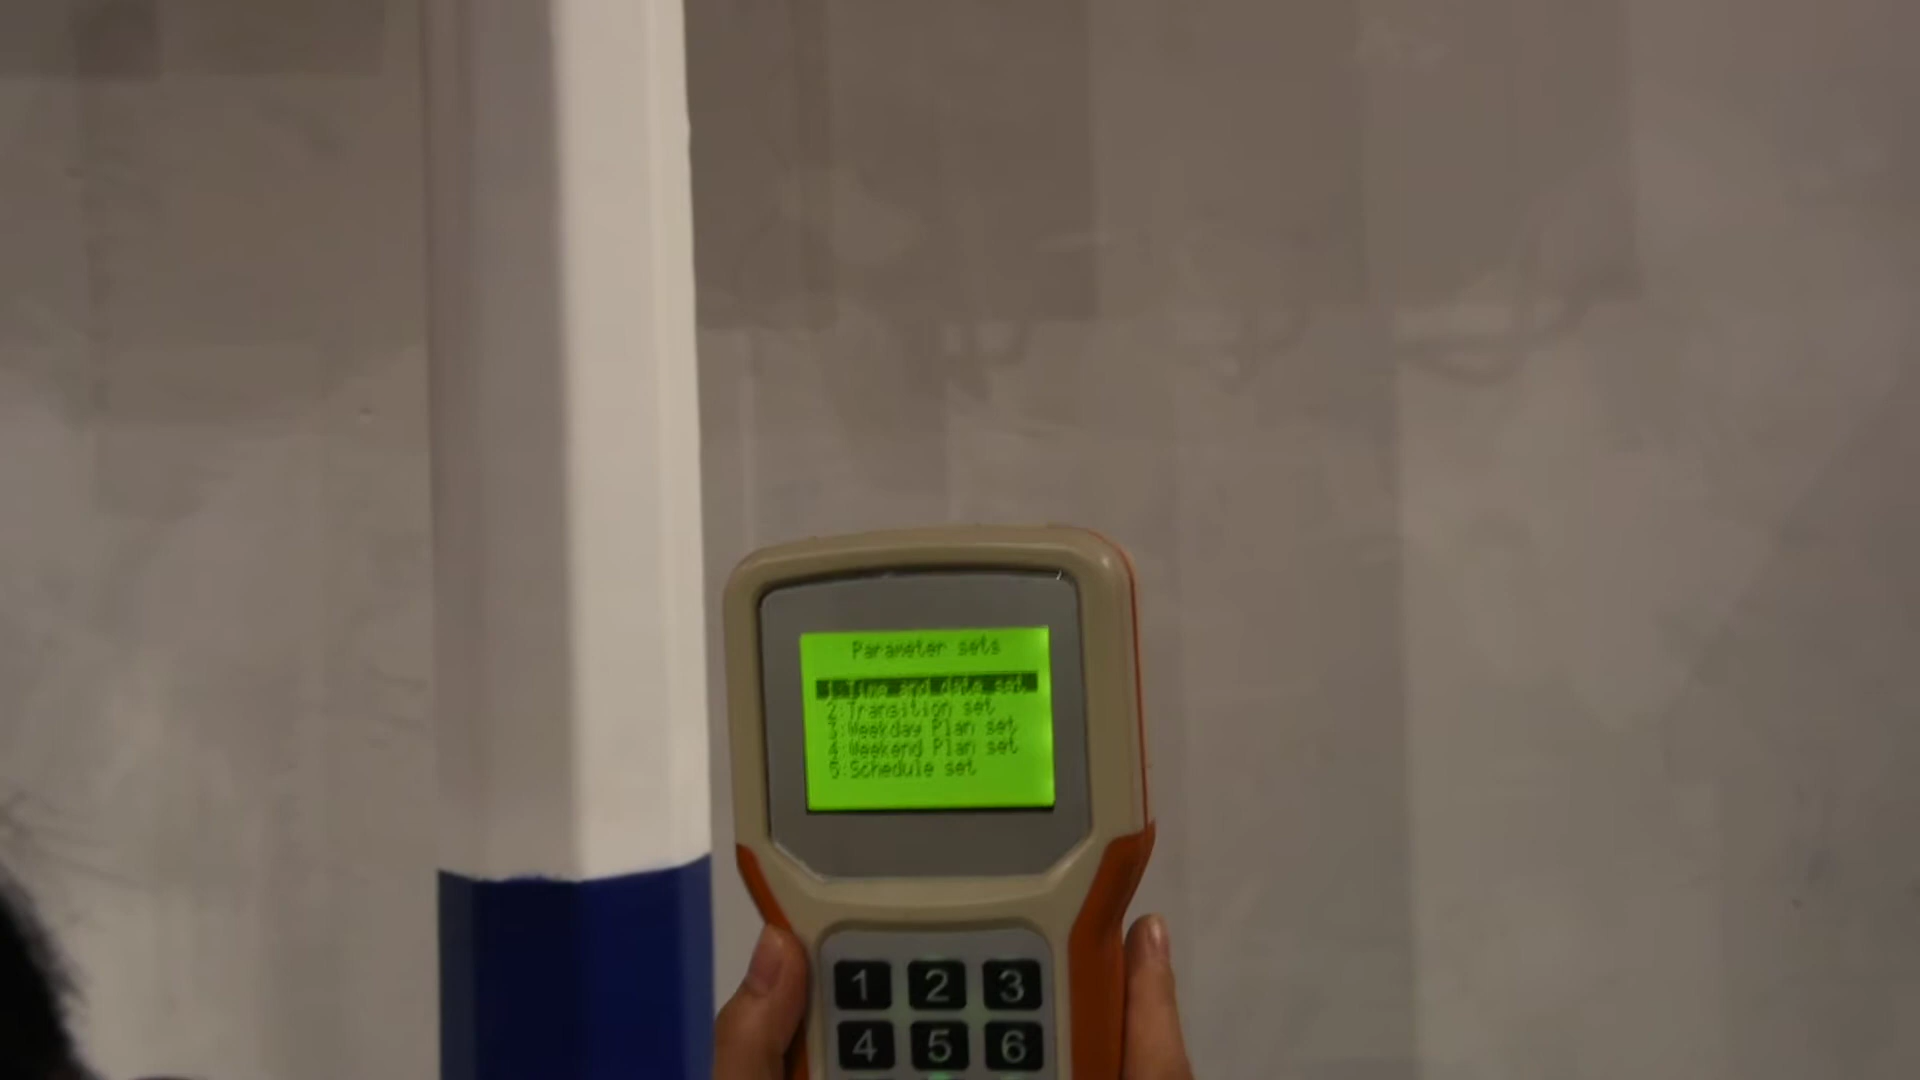 Parameter sets
1:Time and date set
2:Transition set
3:Weekday Plan set
4:Weekend Plan set
5:Schedule set
1 2 3
4 5 6